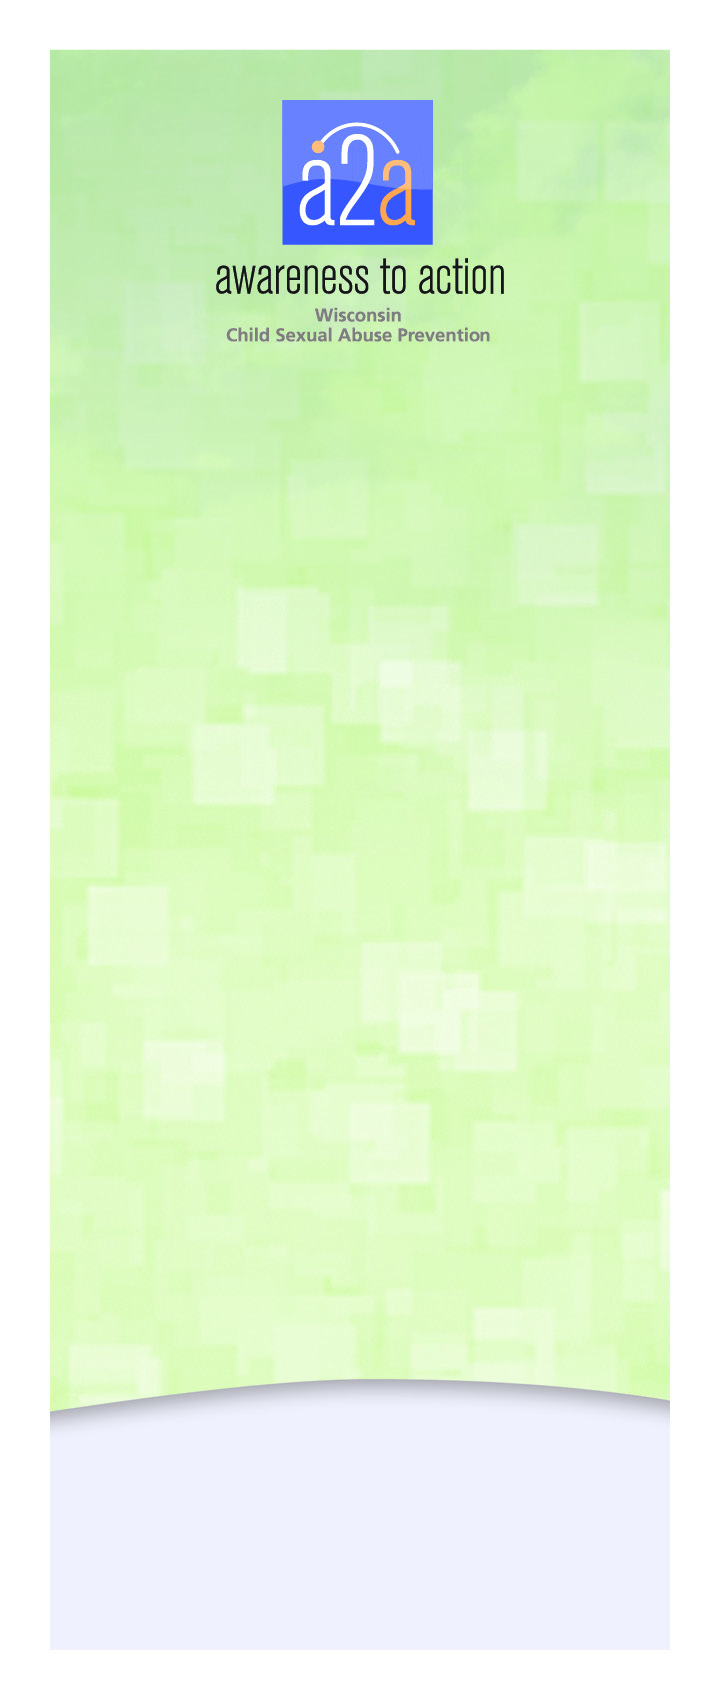 a2a
awareness to action
Wisconsin
Child Sexual Abuse Prevention